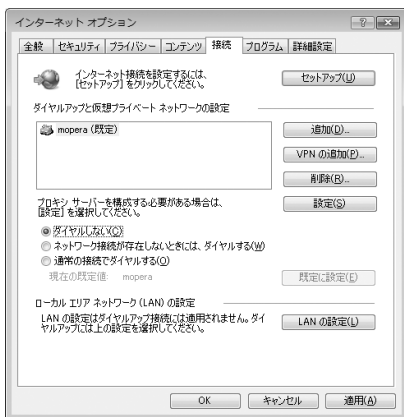 インターネット オプション
全般 セキュリティ プライバシー コンテンツ 接続 プログラム 詳細設定
インターネット接続を設定するには、
[セットアップ] をクリックしてください。
セットアップ(U)
ダイヤルアップと仮想プライベート ネットワークの設定
mopera (既定)
追加(D)...
VPN の追加(P)...
削除(R)...
プロキシ サーバーを構成する必要がある場合は、
[設定] を選択してください。
設定(S)
ダイヤルしない(C)
ネットワーク接続が存在しないときには、ダイヤルする(W)
通常の接続でダイヤルする(O)
現在の既定値: mopera
既定に設定(E)
ローカル エリア ネットワーク (LAN) の設定
LAN の設定はダイヤルアップ接続には適用されません。ダイ
ヤルアップには上の設定を選択してください。
LAN の設定(L)
OK キャンセル 適用(A)